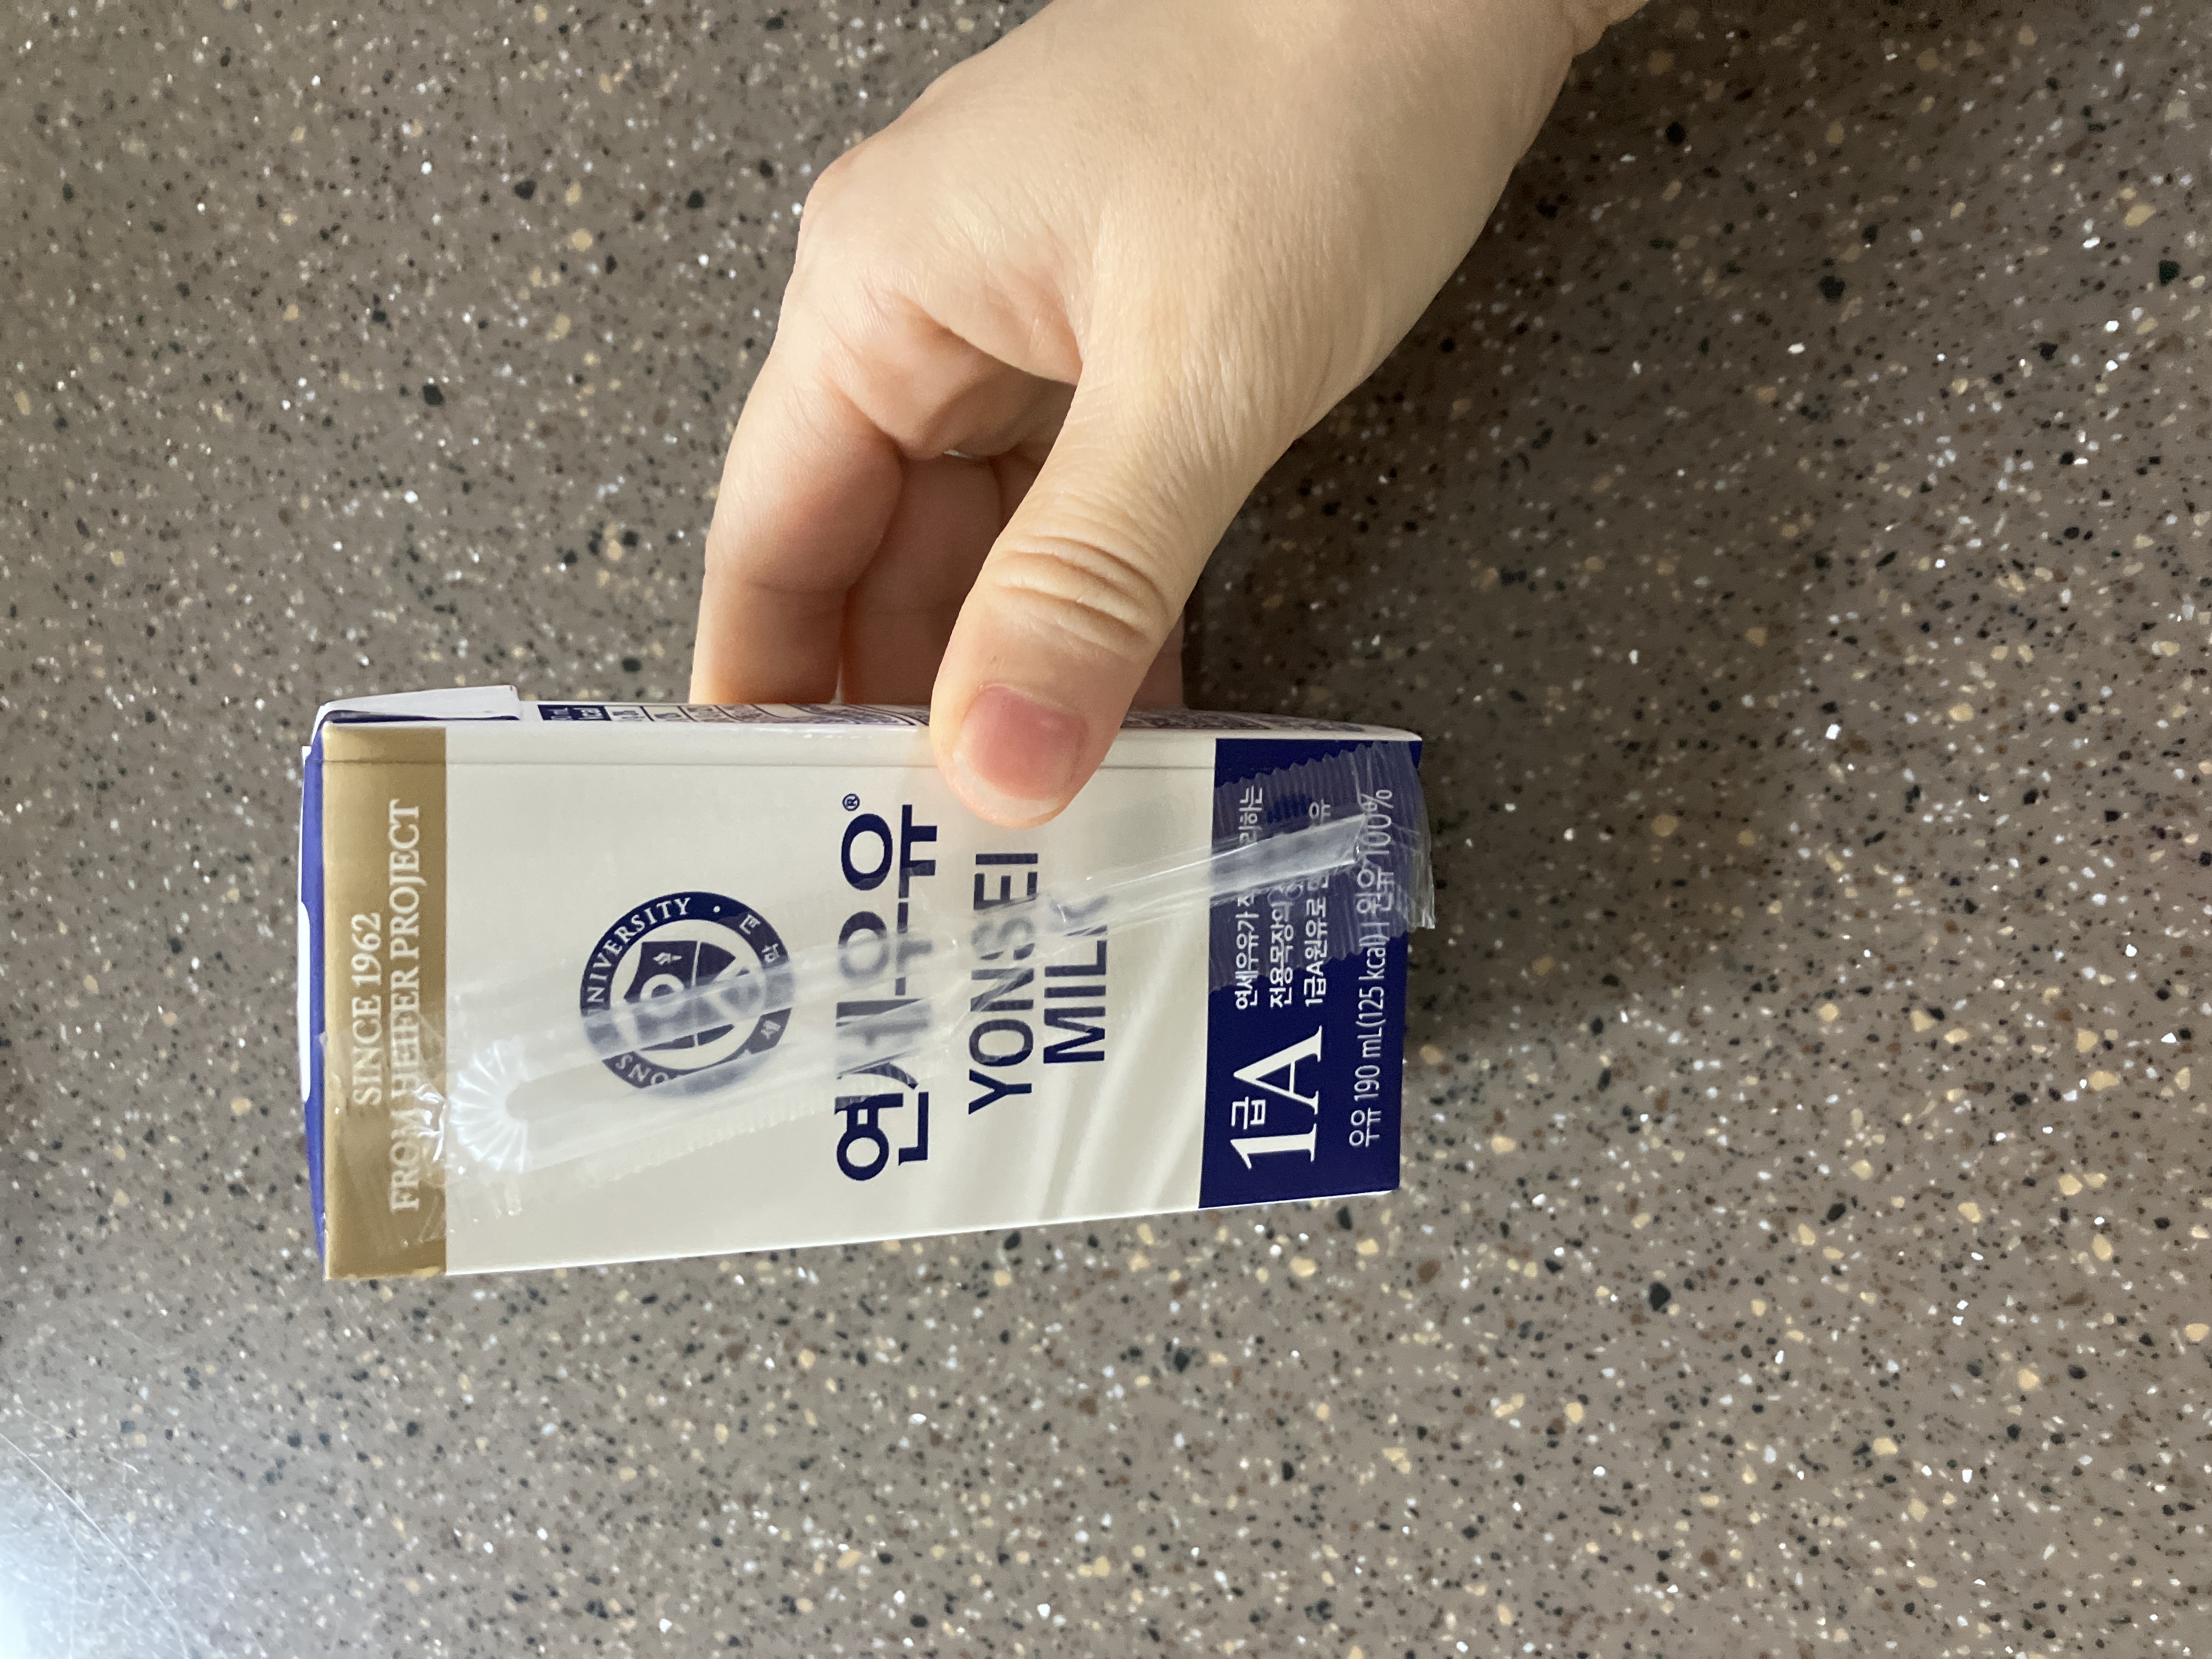 SINCE 1962
FROM HEIFER PROJECT
UNIVERSITY
연세우유®
YONSEI
MILK
1급A
연세우유가
전용목장의
1급A원유로
우유 190 mL(125 kcal) | 원유 100%